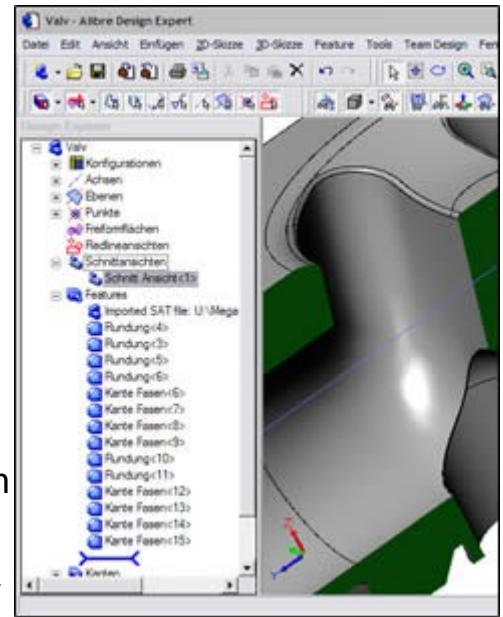 Valv - Alibre Design Expert
Datei Edit Ansicht Einfügen 2D-Skizze 3D-Skizze Feature Tools Team Design
Valv
Konfigurationen
Achsen
Ebenen
Punkte
Freiformflächen
Redlineansichten
Schnittansichten
Schnitt Ansicht<1>
Features
Imported SAT file: U:\Mega
Rundung<4>
Rundung<3>
Rundung<5>
Rundung<6>
Kante Fasen<6>
Kante Fasen<7>
Kante Fasen<8>
Kante Fasen<9>
Rundung<10>
Rundung<11>
Kante Fasen<12>
Kante Fasen<13>
Kante Fasen<14>
Kante Fasen<15>
Kanten
n
Z